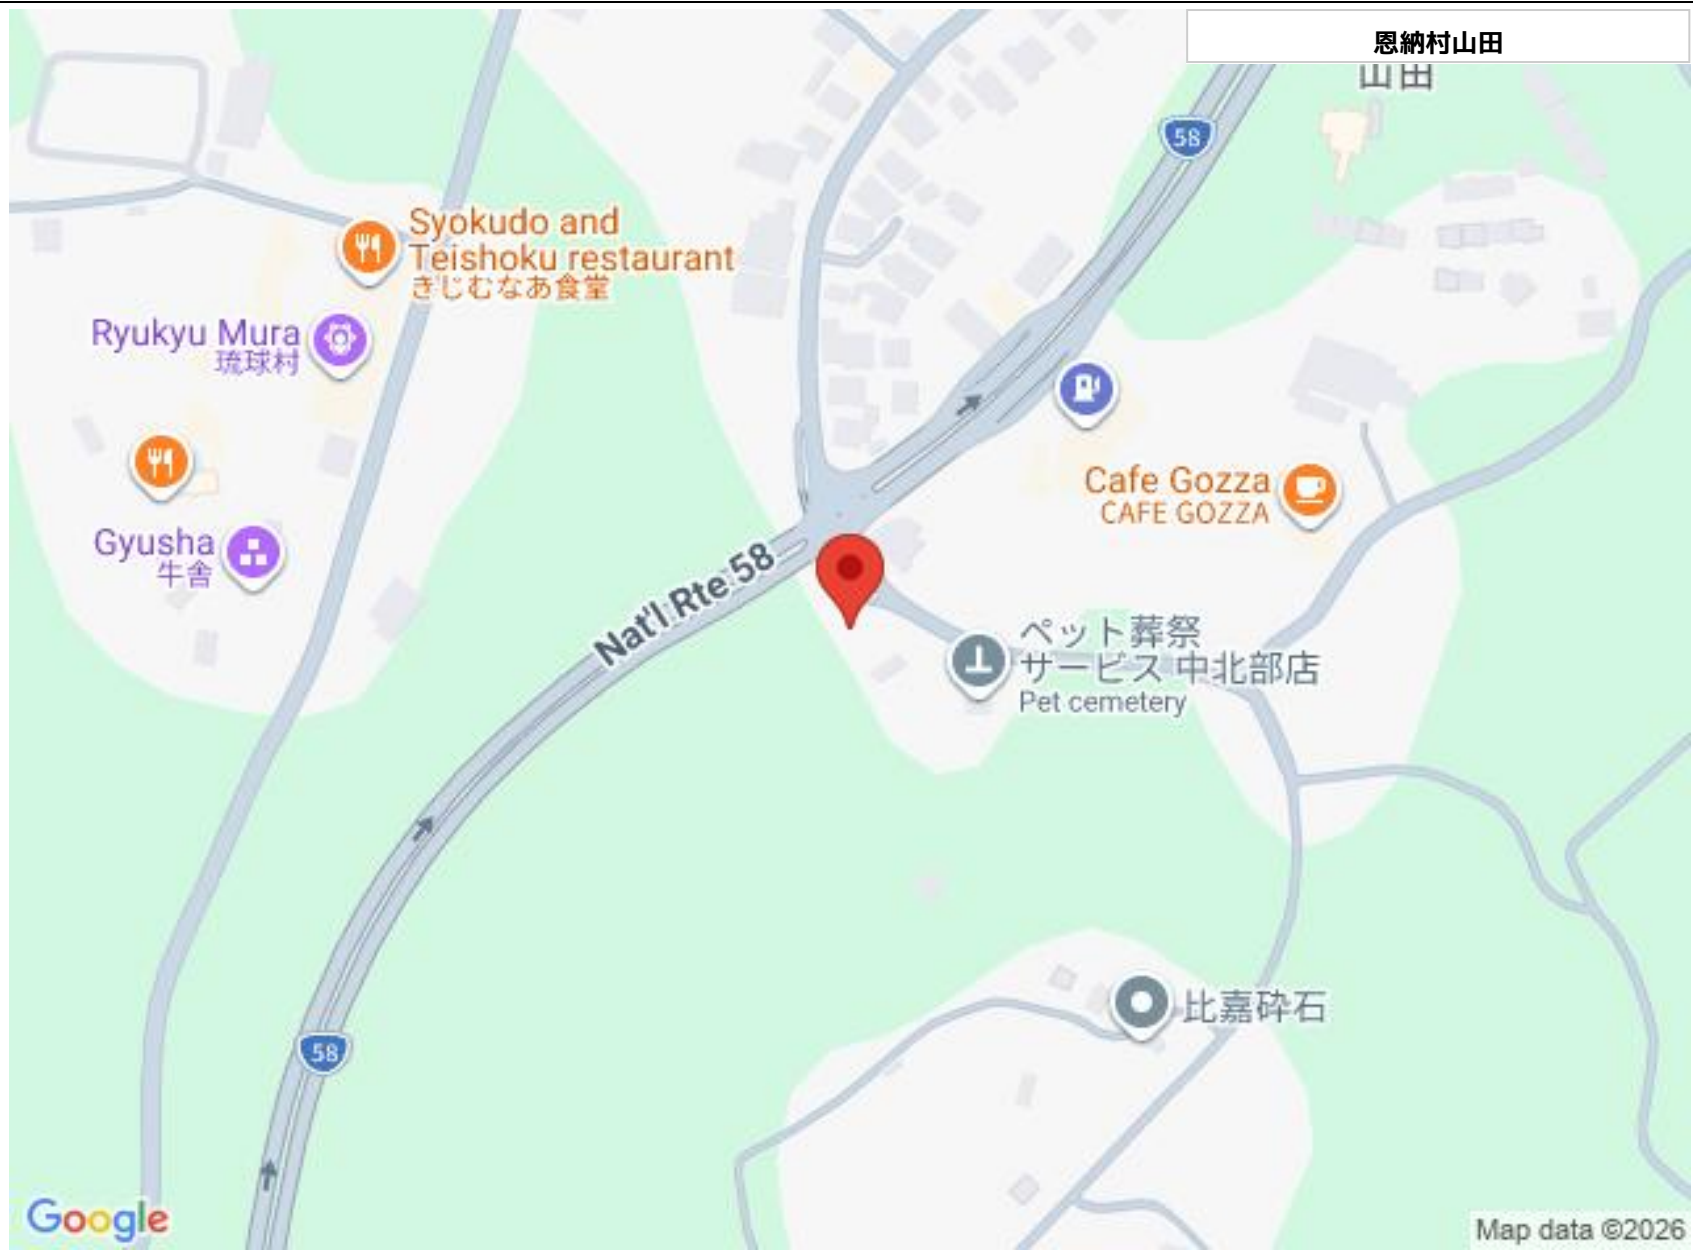 恩納村山田
山田
58
Syokudo and
Teishoku restaurant
きじむなあ食堂
Ryukyu Mura
琉球村
Cafe Gozza
CAFE GOZZA
Gyusha
牛舎
Nat'l Rte 58
ペット葬祭
サービス 中北部店
Pet cemetery
比嘉砕石
58
Google
Map data ©2026